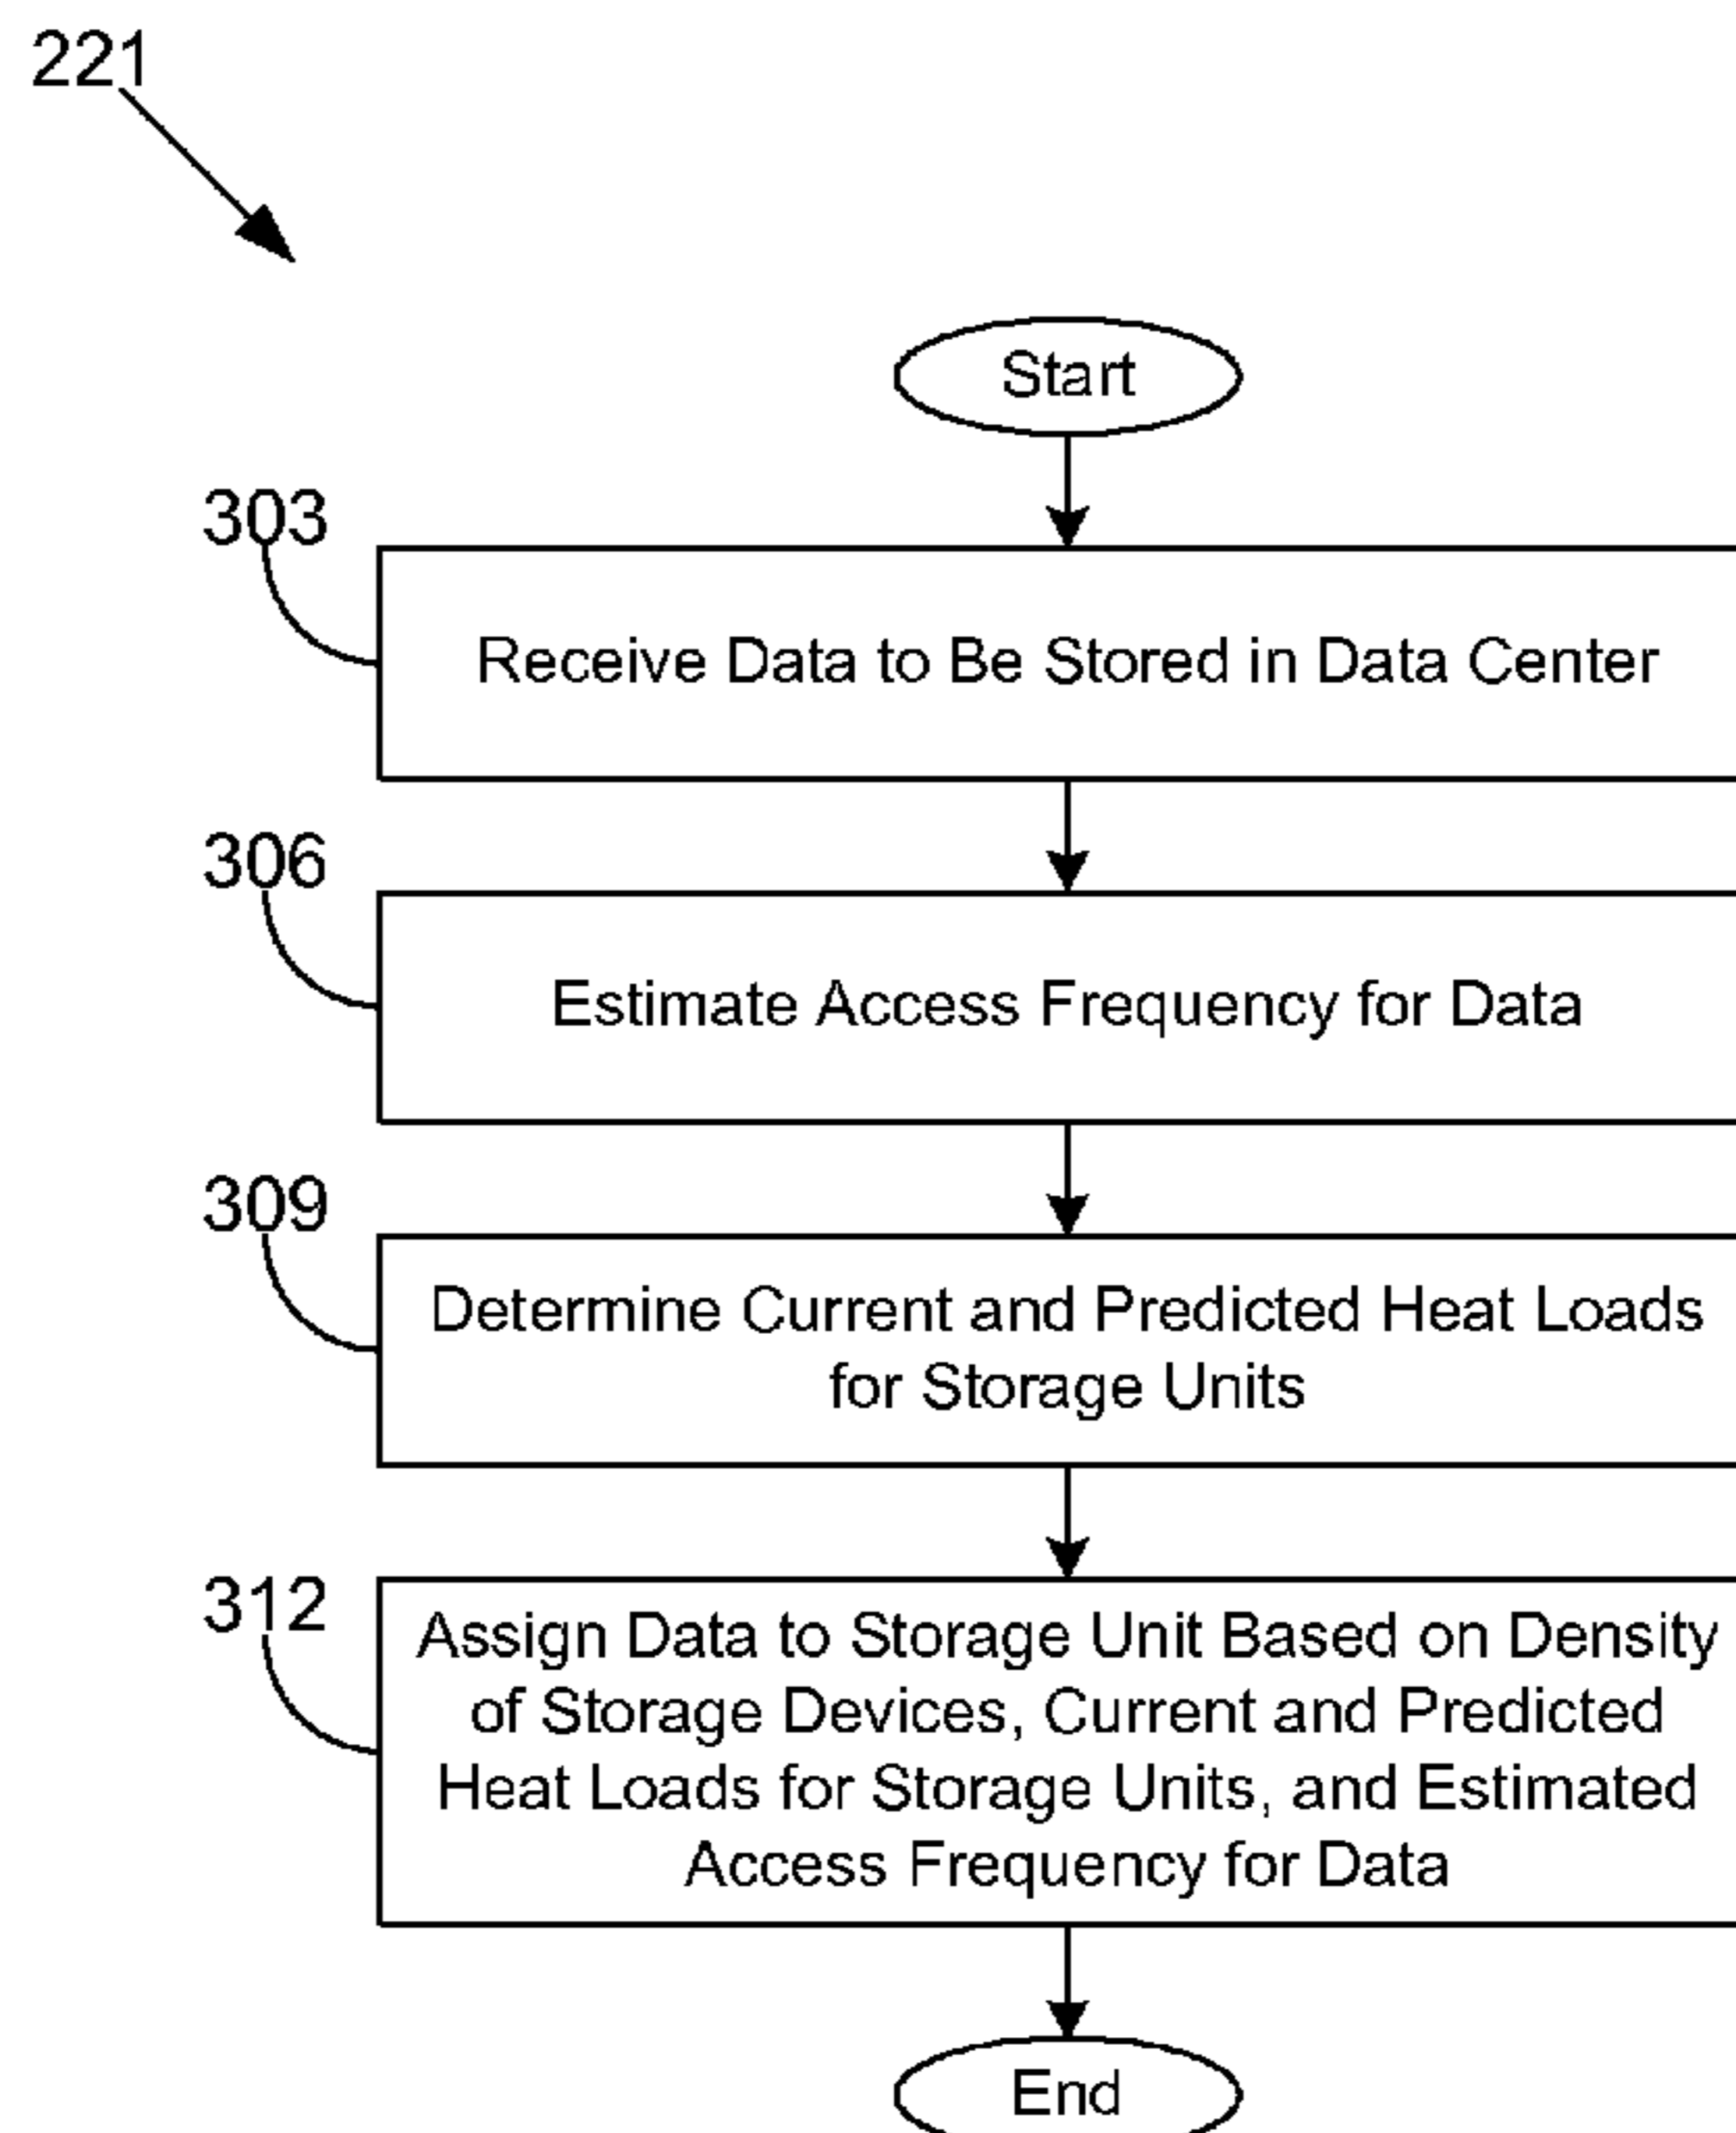 221
Start
303
Receive Data to Be Stored in Data Center
306
Estimate Access Frequency for Data
309
Determine Current and Predicted Heat Loads
for Storage Units
312
Assign Data to Storage Unit Based on Density
of Storage Devices, Current and Predicted
Heat Loads for Storage Units, and Estimated
Access Frequency for Data
End